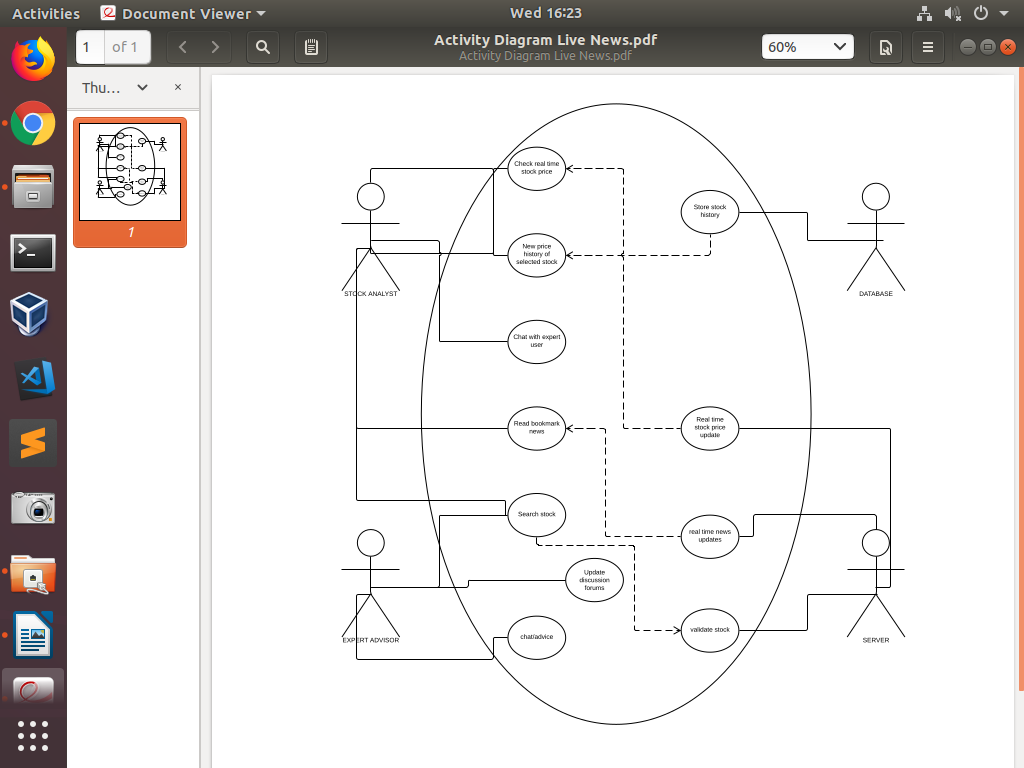 Activities
Document Viewer
Wed 16:23
1
of 1
Activity Diagram Live News.pdf
Activity Diagram Live News.pdf
60%
Thu...
1
Check real time
stock price
Store stock
history
New price
history of
selected stock
STOCK ANALYST
DATABASE
Chat with expert
user
Read bookmark
news
Real time
stock price
update
Search stock
real time news
updates
Update
discussion
forums
chat/advice
validate stock
EXPERT ADVISOR
SERVER